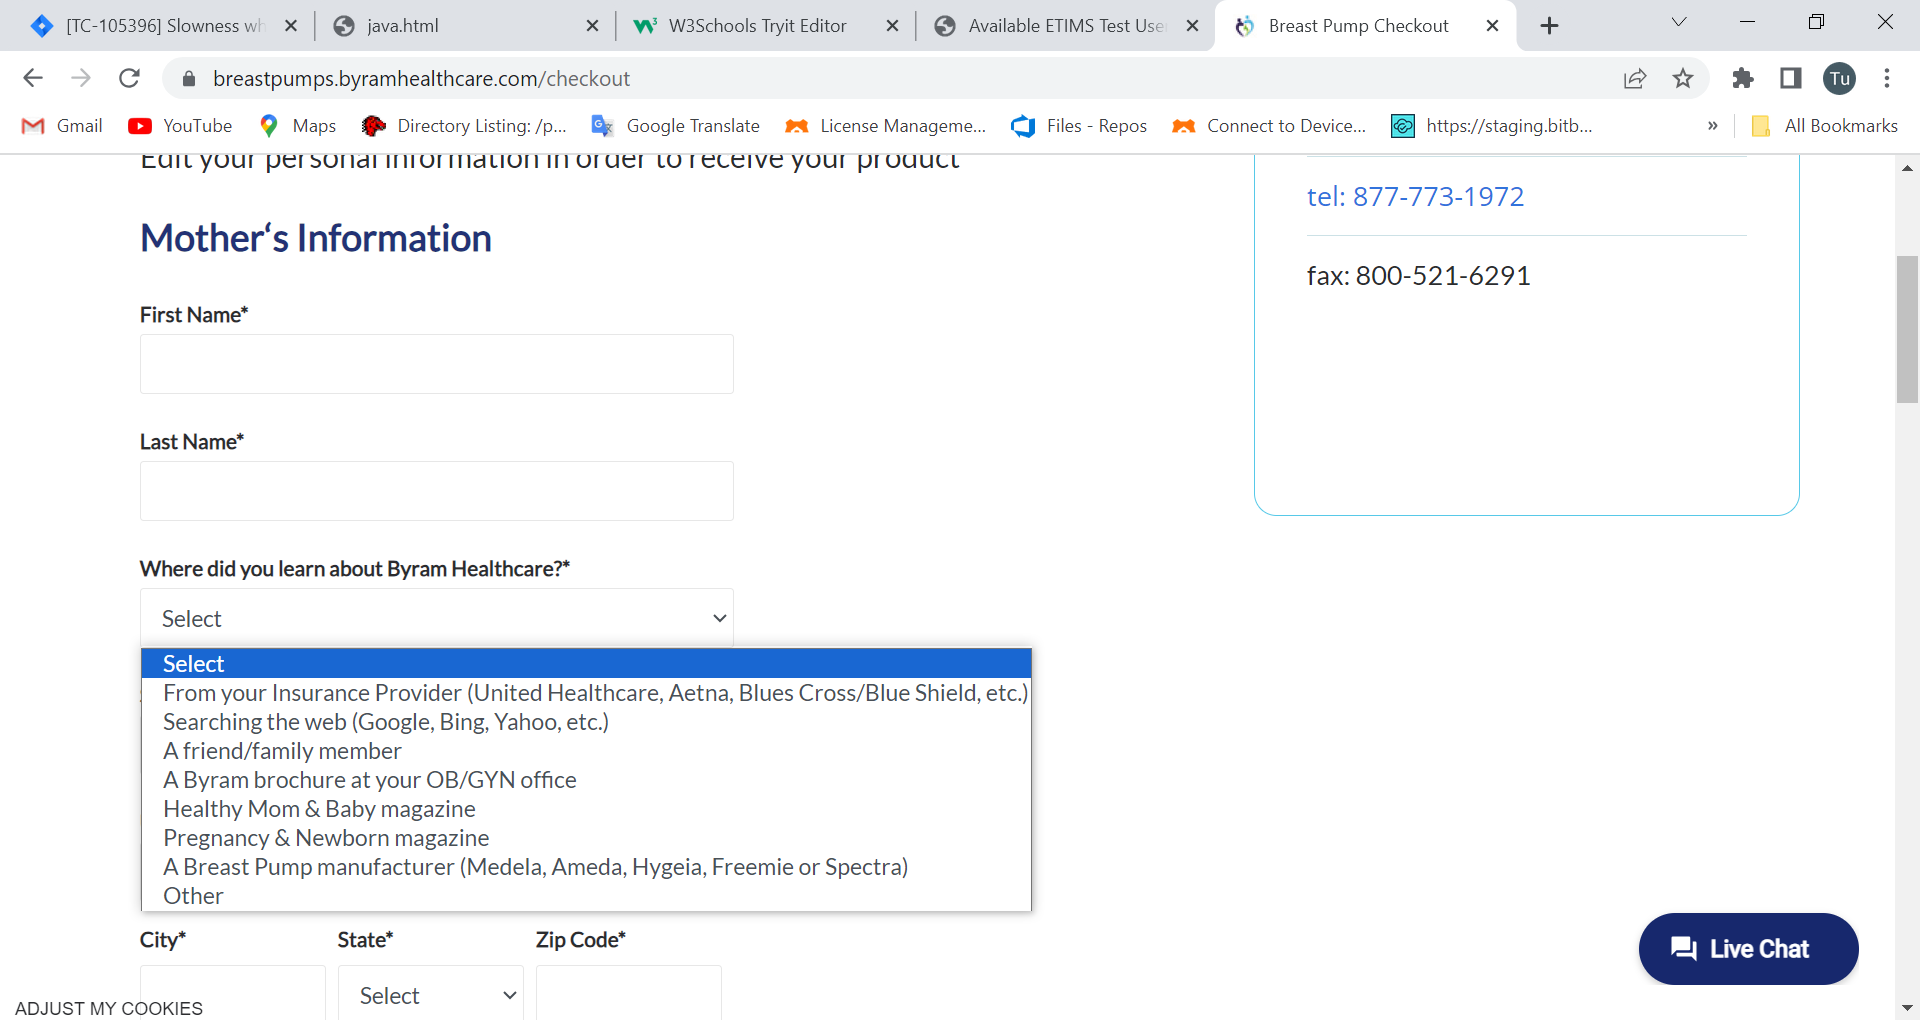 [TC-105396] Slowness wh
java.html
W3Schools Tryit Editor
Available ETIMS Test Use
Breast Pump Checkout
breastpumps.byramhealthcare.com/checkout
Tu
Gmail
YouTube
Maps
Directory Listing: /p...
Google Translate
License Manageme...
Files - Repos
Connect to Device...
https://staging.bitb...
»
All Bookmarks
Edit your personal information in order to receive your product
tel: 877-773-1972
Mother‘s Information
fax: 800-521-6291
First Name*
Last Name*
Where did you learn about Byram Healthcare?*
Select
Select
From your Insurance Provider (United Healthcare, Aetna, Blues Cross/Blue Shield, etc.)
Searching the web (Google, Bing, Yahoo, etc.)
A friend/family member
A Byram brochure at your OB/GYN office
Healthy Mom & Baby magazine
Pregnancy & Newborn magazine
A Breast Pump manufacturer (Medela, Ameda, Hygeia, Freemie or Spectra)
Other
City* State* Zip Code*
Live Chat
Select
ADJUST MY COOKIES